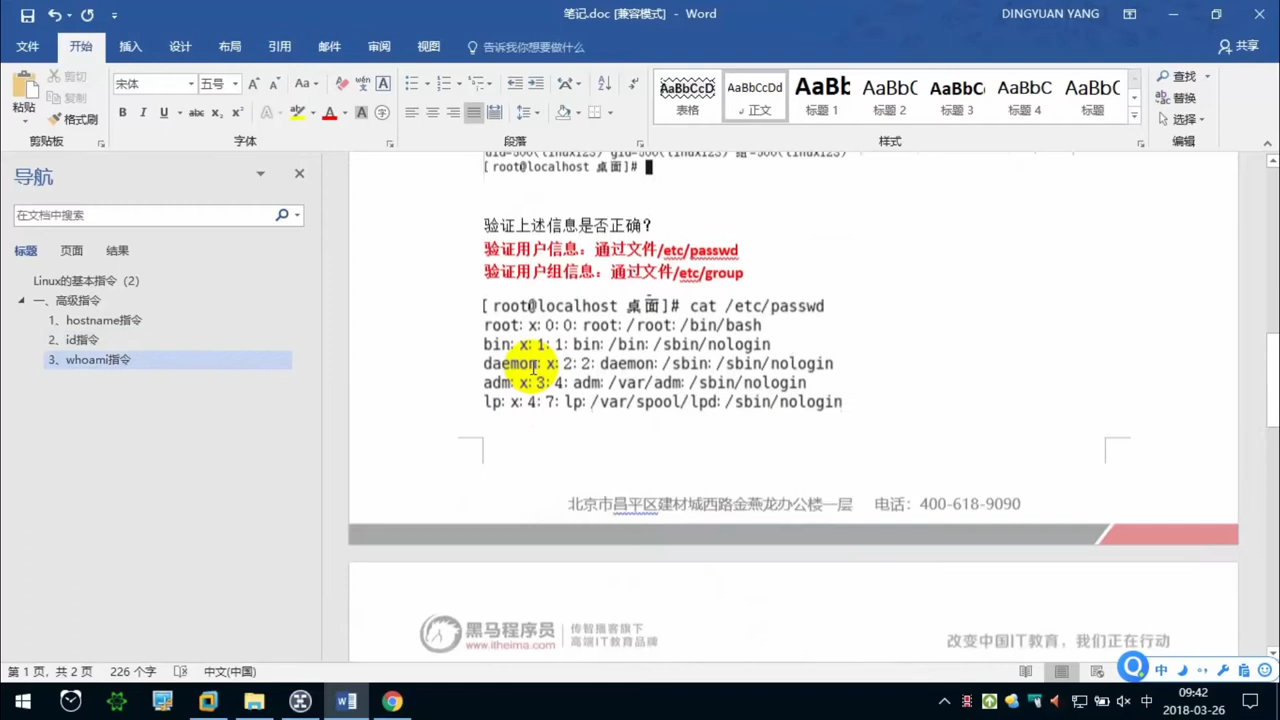 笔记.doc [兼容模式] - Word
DINGYUAN YANG
文件 开始 插入 设计 布局 引用 邮件 审阅 视图 告诉我你想要做什么 共享
粘贴 剪切 复制 格式刷
宋体 五号
AaBbCcD 表格
AaBbCcDd 正文
AaBb 标题 1
AaBbC 标题 2
AaBbC 标题 3
AaBbC 标题 4
AaBbC 标题
查找
替换
选择
剪贴板 字体 段落 样式 编辑
导航
在文档中搜索
标题 页面 结果
Linux的基本指令（2）
一、高级指令
1、hostname指令
2、id指令
3、whoami指令
uid=500(linux123) gid=500(linux123) 组=500(linux123)
[root@localhost 桌面]#
验证上述信息是否正确？
验证用户信息：通过文件/etc/passwd
验证用户组信息：通过文件/etc/group
[root@localhost 桌面]# cat /etc/passwd
root:x:0:0:root:/root:/bin/bash
bin:x:1:1:bin:/bin:/sbin/nologin
daemon:x:2:2:daemon:/sbin:/sbin/nologin
adm:x:3:4:adm:/var/adm:/sbin/nologin
lp:x:4:7:lp:/var/spool/lpd:/sbin/nologin
北京市昌平区建材城西路金燕龙办公楼一层 电话：400-618-9090
黑马程序员 www.itheima.com
传智播客旗下
高端IT教育品牌
改变中国IT教育，我们正在行动
第 1 页，共 2 页 226 个字 中文(中国)
中
中
09:42
2018-03-26